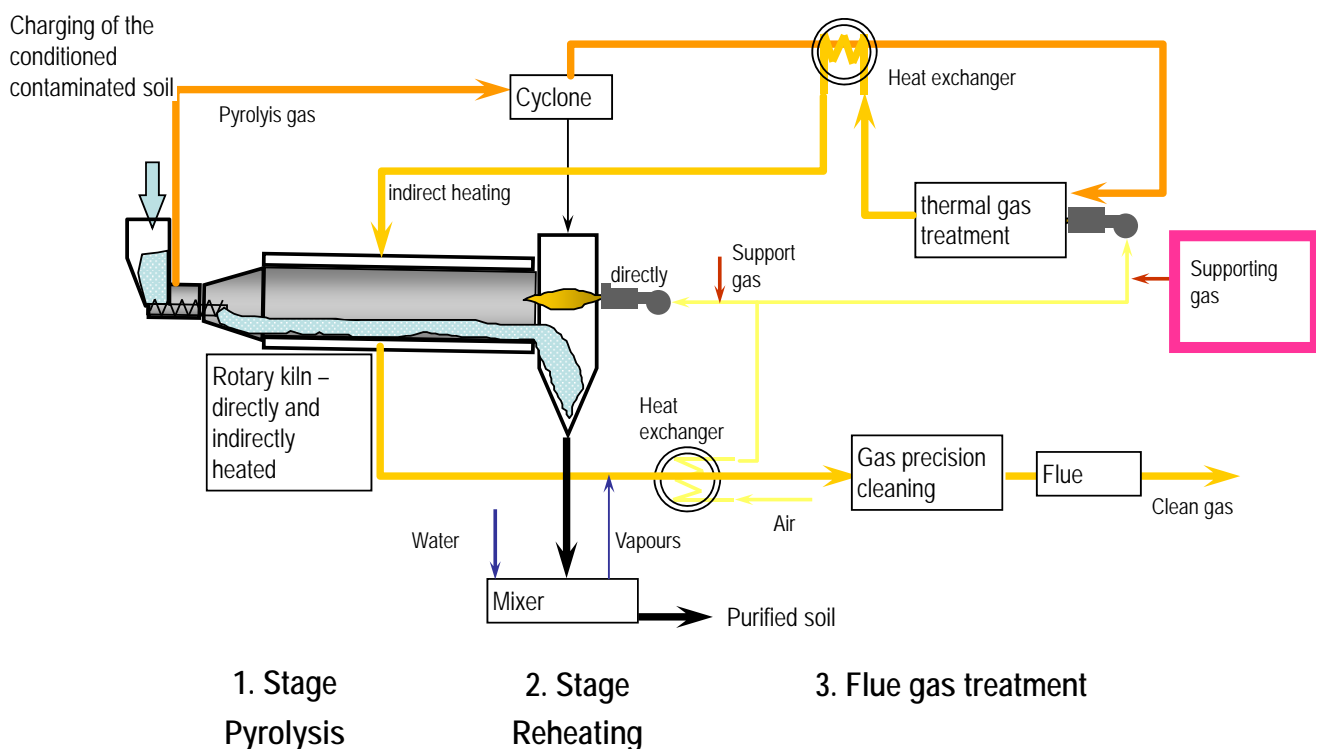 Charging of the
conditioned
contaminated soil
Pyrolyis gas
Cyclone
Heat exchanger
indirect heating
thermal gas
treatment
directly
Support
gas
Supporting
gas
Rotary kiln –
directly and
indirectly
heated
Heat
exchanger
Gas precision
cleaning
Flue
Clean gas
Air
Water
Vapours
Mixer
Purified soil
1. Stage
Pyrolysis
2. Stage
Reheating
3. Flue gas treatment